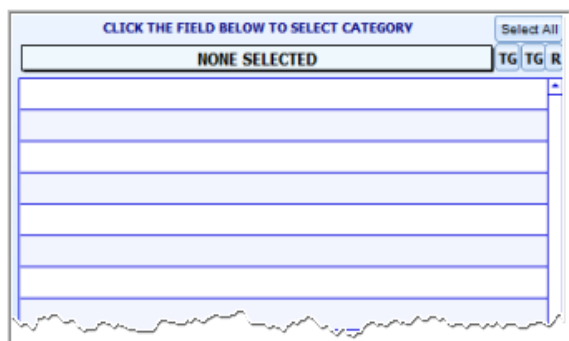 CLICK THE FIELD BELOW TO SELECT CATEGORY Select All
NONE SELECTED TG TG R